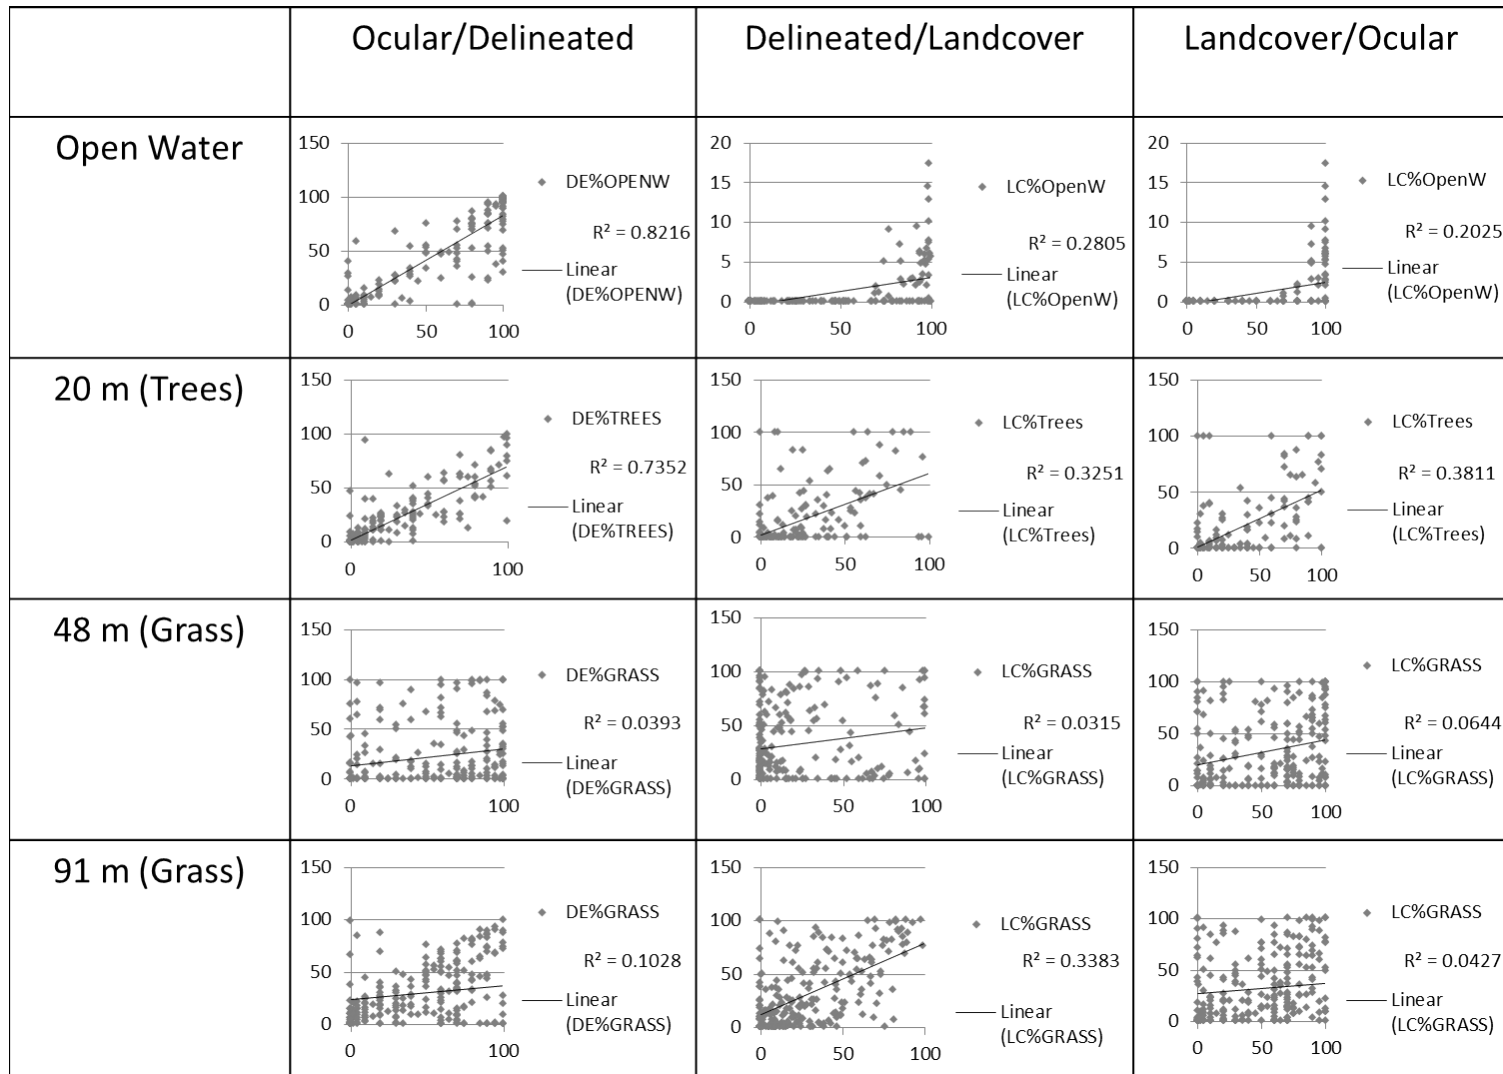 Ocular/Delineated
Delineated/Landcover
Landcover/Ocular
Open Water
150
100
50
0
0
50
100
DE%OPENW
R² = 0.8216
Linear
(DE%OPENW)
20
15
10
5
0
0
50
100
LC%OpenW
R² = 0.2805
Linear
(LC%OpenW)
20
15
10
5
0
0
50
100
LC%OpenW
R² = 0.2025
Linear
(LC%OpenW)
20 m (Trees)
150
100
50
0
0
100
DE%TREES
R² = 0.7352
Linear
(DE%TREES)
150
100
50
0
0
50
100
LC%Trees
R² = 0.3251
Linear
(LC%Trees)
150
100
50
0
0
50
100
LC%Trees
R² = 0.3811
Linear
(LC%Trees)
48 m (Grass)
150
100
50
0
0
100
DE%GRASS
R² = 0.0393
Linear
(DE%GRASS)
150
100
50
0
0
50
100
LC%GRASS
R² = 0.0315
Linear
(LC%GRASS)
150
100
50
0
0
50
100
LC%GRASS
R² = 0.0644
Linear
(LC%GRASS)
91 m (Grass)
150
100
50
0
0
100
DE%GRASS
R² = 0.1028
Linear
(DE%GRASS)
150
100
50
0
0
50
100
LC%GRASS
R² = 0.3383
Linear
(LC%GRASS)
150
100
50
0
0
50
100
LC%GRASS
R² = 0.0427
Linear
(LC%GRASS)